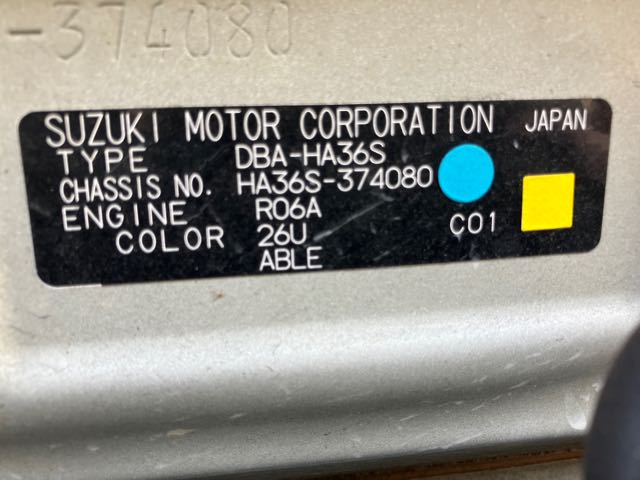 -374080
SUZUKI MOTOR CORPORATION JAPAN
TYPE DBA-HA36S
CHASSIS NO. HA36S-374080
ENGINE R06A
COLOR 26U C01
ABLE